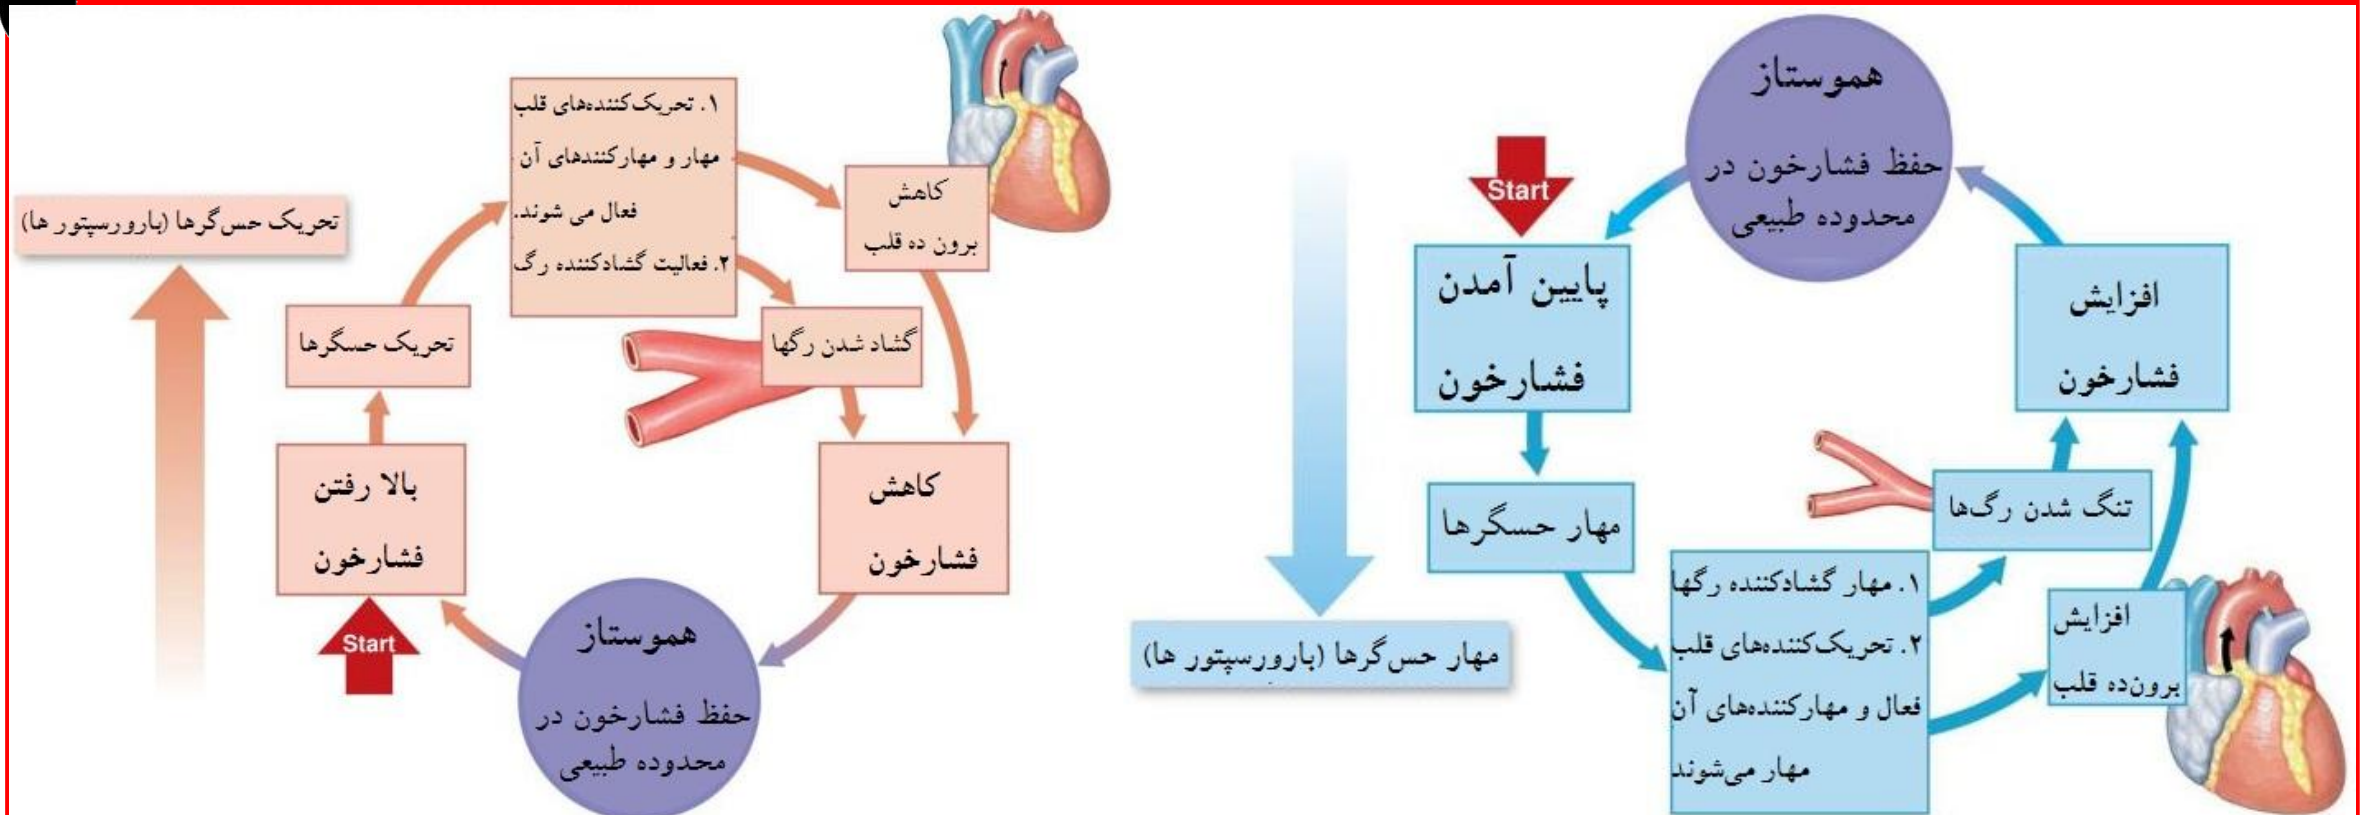 تحریک حس‌گرها (بارورسپتور ها)
۱. تحریک‌کننده‌های قلب
مهار و مهارکنندهای آن
فعال می شوند.
۲. فعالیت گشادکننده رگ
کاهش
برون ده قلب
تحریک حسگرها
گشاد شدن رگها
بالا رفتن
فشارخون
کاهش
فشارخون
Start
هموستاز
حفظ فشارخون در
محدوده طبیعی
هموستاز
حفظ فشارخون در
محدوده طبیعی
Start
پایین آمدن
فشارخون
افزایش
فشارخون
مهار حسگرها
تنگ شدن رگ‌ها
۱. مهار گشادکننده رگها
۲. تحریک‌کننده‌های قلب
فعال و مهارکننده‌های آن
مهار می‌شوند
افزایش
برون‌ده قلب
مهار حس‌گرها (بارورسپتور ها)